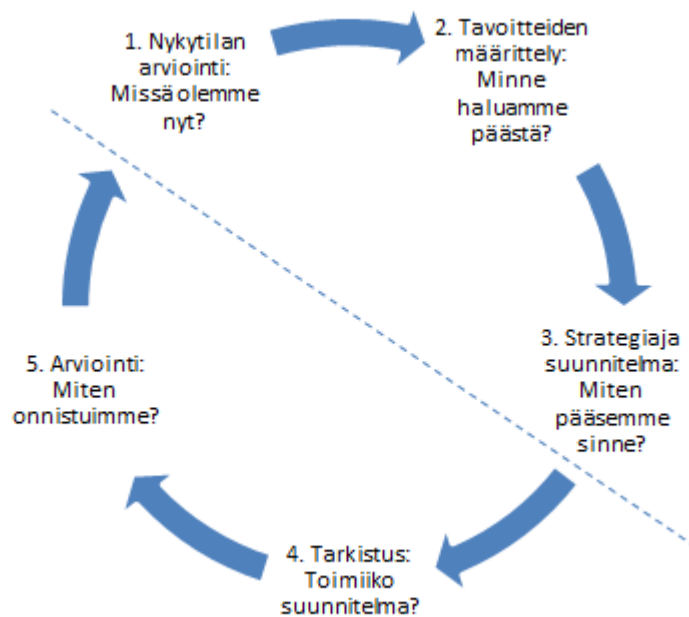 1. Nykytilan
arviointi:
Missä olemme
nyt?
2. Tavoitteiden
määrittely:
Minne
haluamme
päästä?
3. Strategiaja
suunnitelma:
Miten
pääsemme
sinne?
4. Tarkistus:
Toimiiko
suunnitelma?
5. Arviointi:
Miten
onnistuimme?